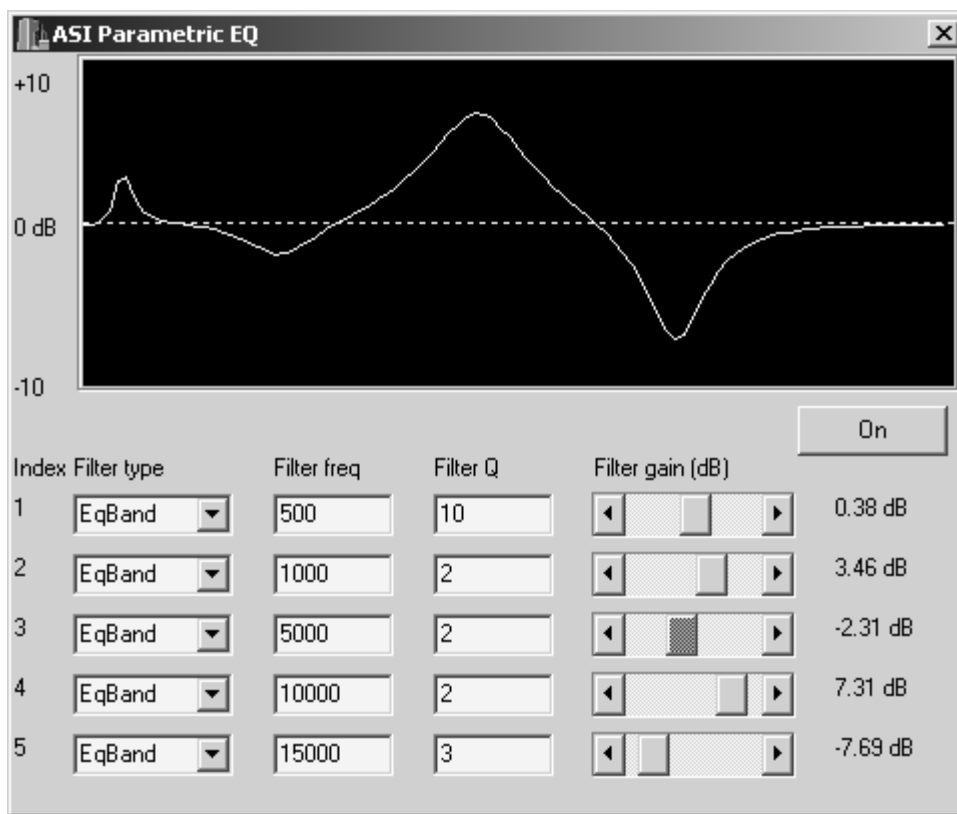 ASI Parametric EQ
+10
0 dB
-10
On
Index Filter type Filter freq Filter Q Filter gain (dB)
1 EqBand 500 10 0.38 dB
2 EqBand 1000 2 3.46 dB
3 EqBand 5000 2 -2.31 dB
4 EqBand 10000 2 7.31 dB
5 EqBand 15000 3 -7.69 dB